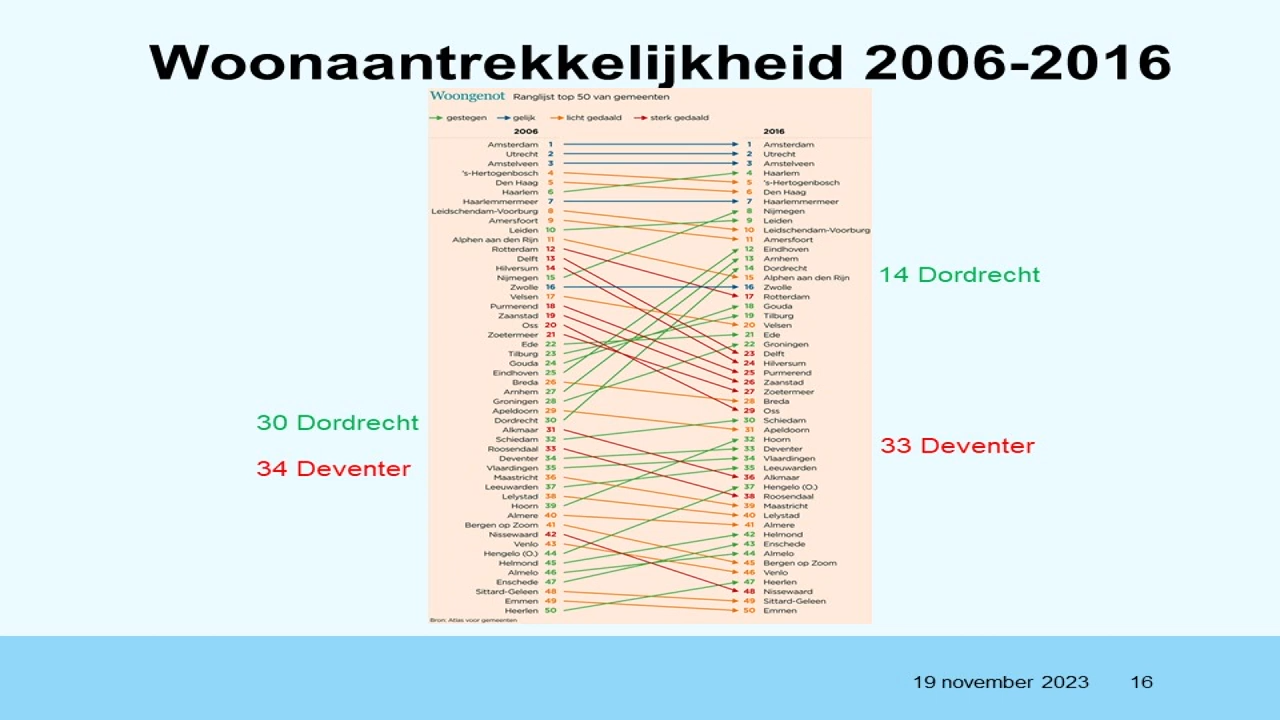 Woonaantrekkelijkheid 2006-2016
Woongenot Ranglijst top 50 van gemeenten
gestegen gelijk licht gedaald sterk gedaald
2006 2016
Amsterdam 1 1 Amsterdam
Utrecht 2 2 Utrecht
Amstelveen 3 3 Amstelveen
's-Hertogenbosch 4 4 Haarlem
Den Haag 5 5 's-Hertogenbosch
Haarlem 6 6 Den Haag
Haarlemmermeer 7 7 Haarlemmermeer
Leidschendam-Voorburg 8 8 Nijmegen
Amersfoort 9 9 Leiden
Leiden 10 10 Leidschendam-Voorburg
Alphen aan den Rijn 11 11 Amersfoort
Rotterdam 12 12 Eindhoven
Delft 13 13 Arnhem
Hilversum 14 14 Dordrecht
Nijmegen 15 15 Alphen aan den Rijn
Zwolle 16 16 Zwolle
Velsen 17 17 Rotterdam
Purmerend 18 18 Gouda
Zaanstad 19 19 Tilburg
Oss 20 20 Velsen
Zoetermeer 21 21 Ede
Ede 22 22 Groningen
Tilburg 23 23 Delft
Gouda 24 24 Hilversum
Eindhoven 25 25 Purmerend
Breda 26 26 Zaanstad
Arnhem 27 27 Zoetermeer
Groningen 28 28 Breda
Apeldoorn 29 29 Oss
Dordrecht 30 30 Schiedam
Alkmaar 31 31 Apeldoorn
Schiedam 32 32 Hoorn
Roosendaal 33 33 Deventer
Deventer 34 34 Vlaardingen
Vlaardingen 35 35 Leeuwarden
Maastricht 36 36 Alkmaar
Leeuwarden 37 37 Hengelo (O.)
Lelystad 38 38 Roosendaal
Hoorn 39 39 Maastricht
Almere 40 40 Lelystad
Bergen op Zoom 41 41 Almere
Nissewaard 42 42 Helmond
Venlo 43 43 Enschede
Hengelo (O.) 44 44 Almelo
Helmond 45 45 Bergen op Zoom
Almelo 46 46 Venlo
Enschede 47 47 Heerlen
Sittard-Geleen 48 48 Nissewaard
Emmen 49 49 Sittard-Geleen
Heerlen 50 50 Emmen
Bron: Atlas voor gemeenten
30 Dordrecht
34 Deventer
14 Dordrecht
33 Deventer
19 november 2023 16